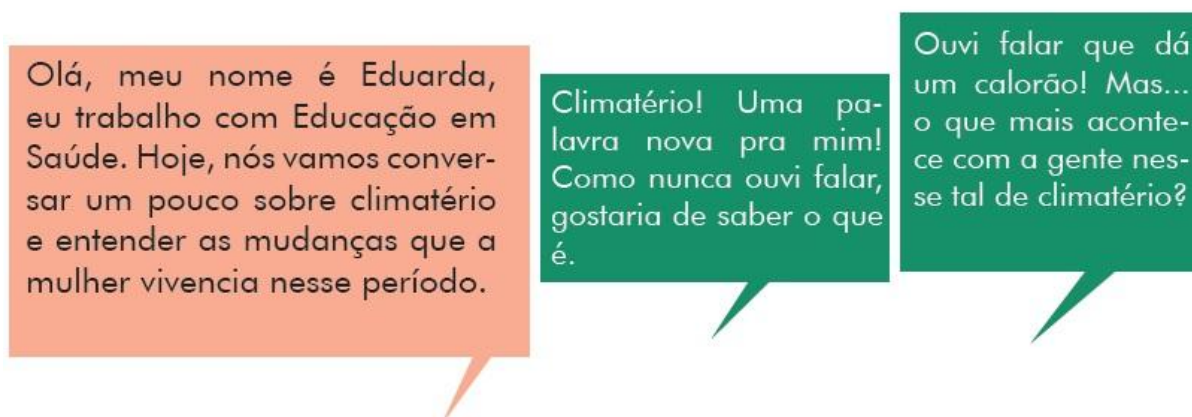 Olá, meu nome é Eduarda,
eu trabalho com Educação em
Saúde. Hoje, nós vamos conver-
sar um pouco sobre climatério
e entender as mudanças que a
mulher vivencia nesse período.
Climatério! Uma pa-
lavra nova pra mim!
Como nunca ouvi falar,
gostaria de saber o que
é.
Ouvi falar que dá
um calorão! Mas...
o que mais aconte-
ce com a gente nes-
se tal de climatério?